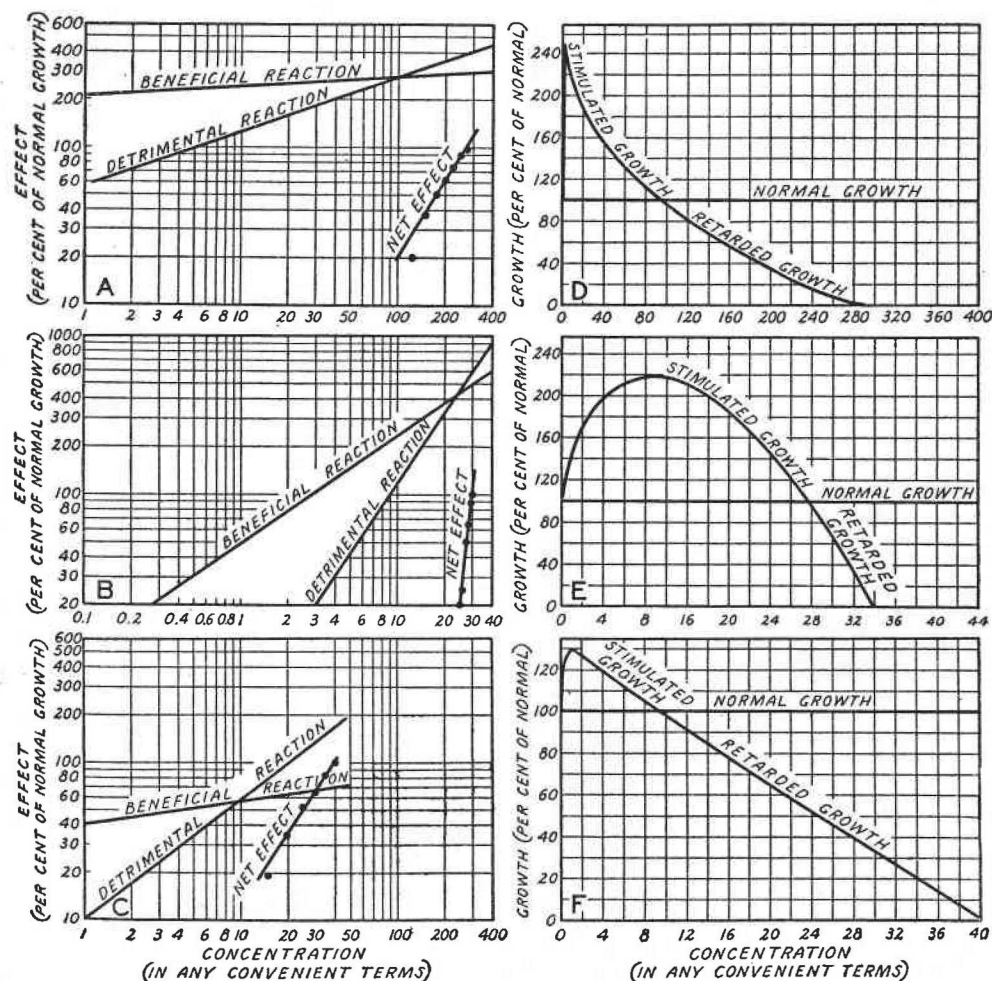 EFFECT
(PER CENT OF NORMAL GROWTH)
600
400
300
200
100
80
60
40
30
20
10
BENEFICIAL REACTION
DETRIMENTAL REACTION
NET EFFECT
A
1 2 3 4 6 8 10 20 30 50 100 200 400
GROWTH (PER CENT OF NORMAL)
240
200
160
120
80
40
0
STIMULATED GROWTH
NORMAL GROWTH
RETARDED GROWTH
D
0 40 80 120 160 200 240 280 320 360 400
EFFECT
(PER CENT OF NORMAL GROWTH)
1000
800
600
400
300
200
100
80
60
40
30
20
BENEFICIAL REACTION
DETRIMENTAL REACTION
NET EFFECT
B
0.1 0.2 0.4 0.6 0.8 1 2 3 4 6 10 20 30 40
GROWTH (PER CENT OF NORMAL)
240
200
160
120
80
40
0
STIMULATED GROWTH
NORMAL GROWTH
RETARDED
GROWTH
E
0 4 8 12 16 20 24 28 34 36 40 44
EFFECT
(PER CENT OF NORMAL GROWTH)
600
500
400
300
200
100
80
60
40
30
20
10
BENEFICIAL REACTION
DETRIMENTAL REACTION
NET EFFECT
C
1 2 3 4 6 8 10 20 30 50 100 200 400
CONCENTRATION
(IN ANY CONVENIENT TERMS)
GROWTH (PER CENT OF NORMAL)
120
100
80
60
40
20
0
STIMULATED
GROWTH
NORMAL GROWTH
RETARDED GROWTH
F
0 4 8 12 16 20 24 28 32 36 40
CONCENTRATION
(IN ANY CONVENIENT TERMS)